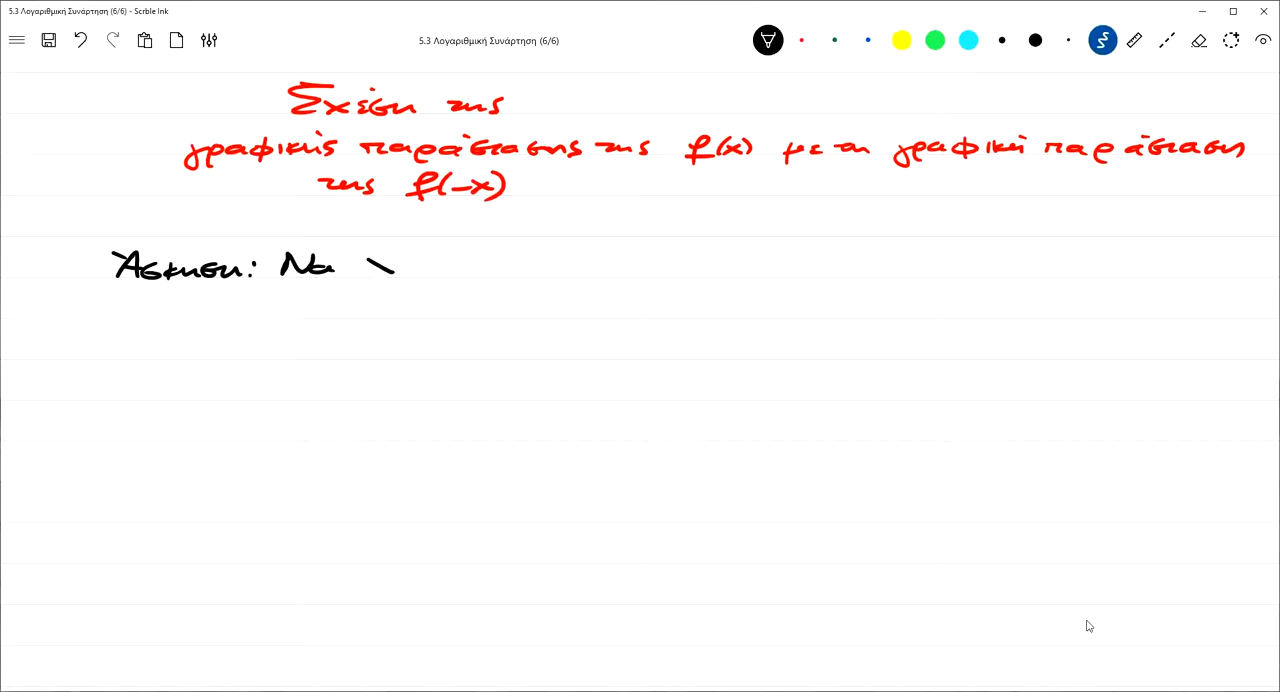 5.3 Λογαριθμική Συνάρτηση (6/6) - Scrble Ink
5.3 Λογαριθμική Συνάρτηση (6/6)
Σχέση της
γραφικής παράστασης της f(x) με τη γραφική παράσταση
της f(-x)
Άσκηση: Να